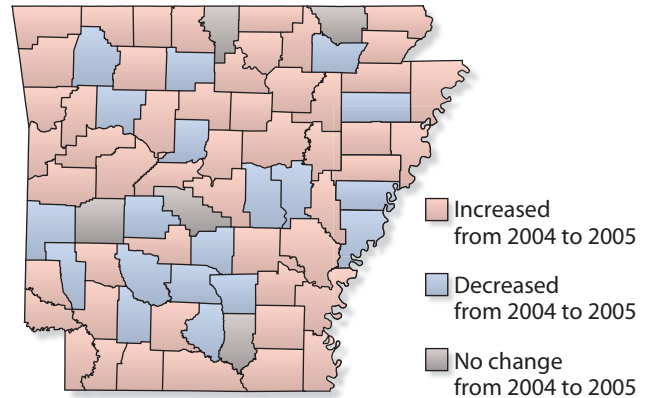 Increased
from 2004 to 2005
Decreased
from 2004 to 2005
No change
from 2004 to 2005